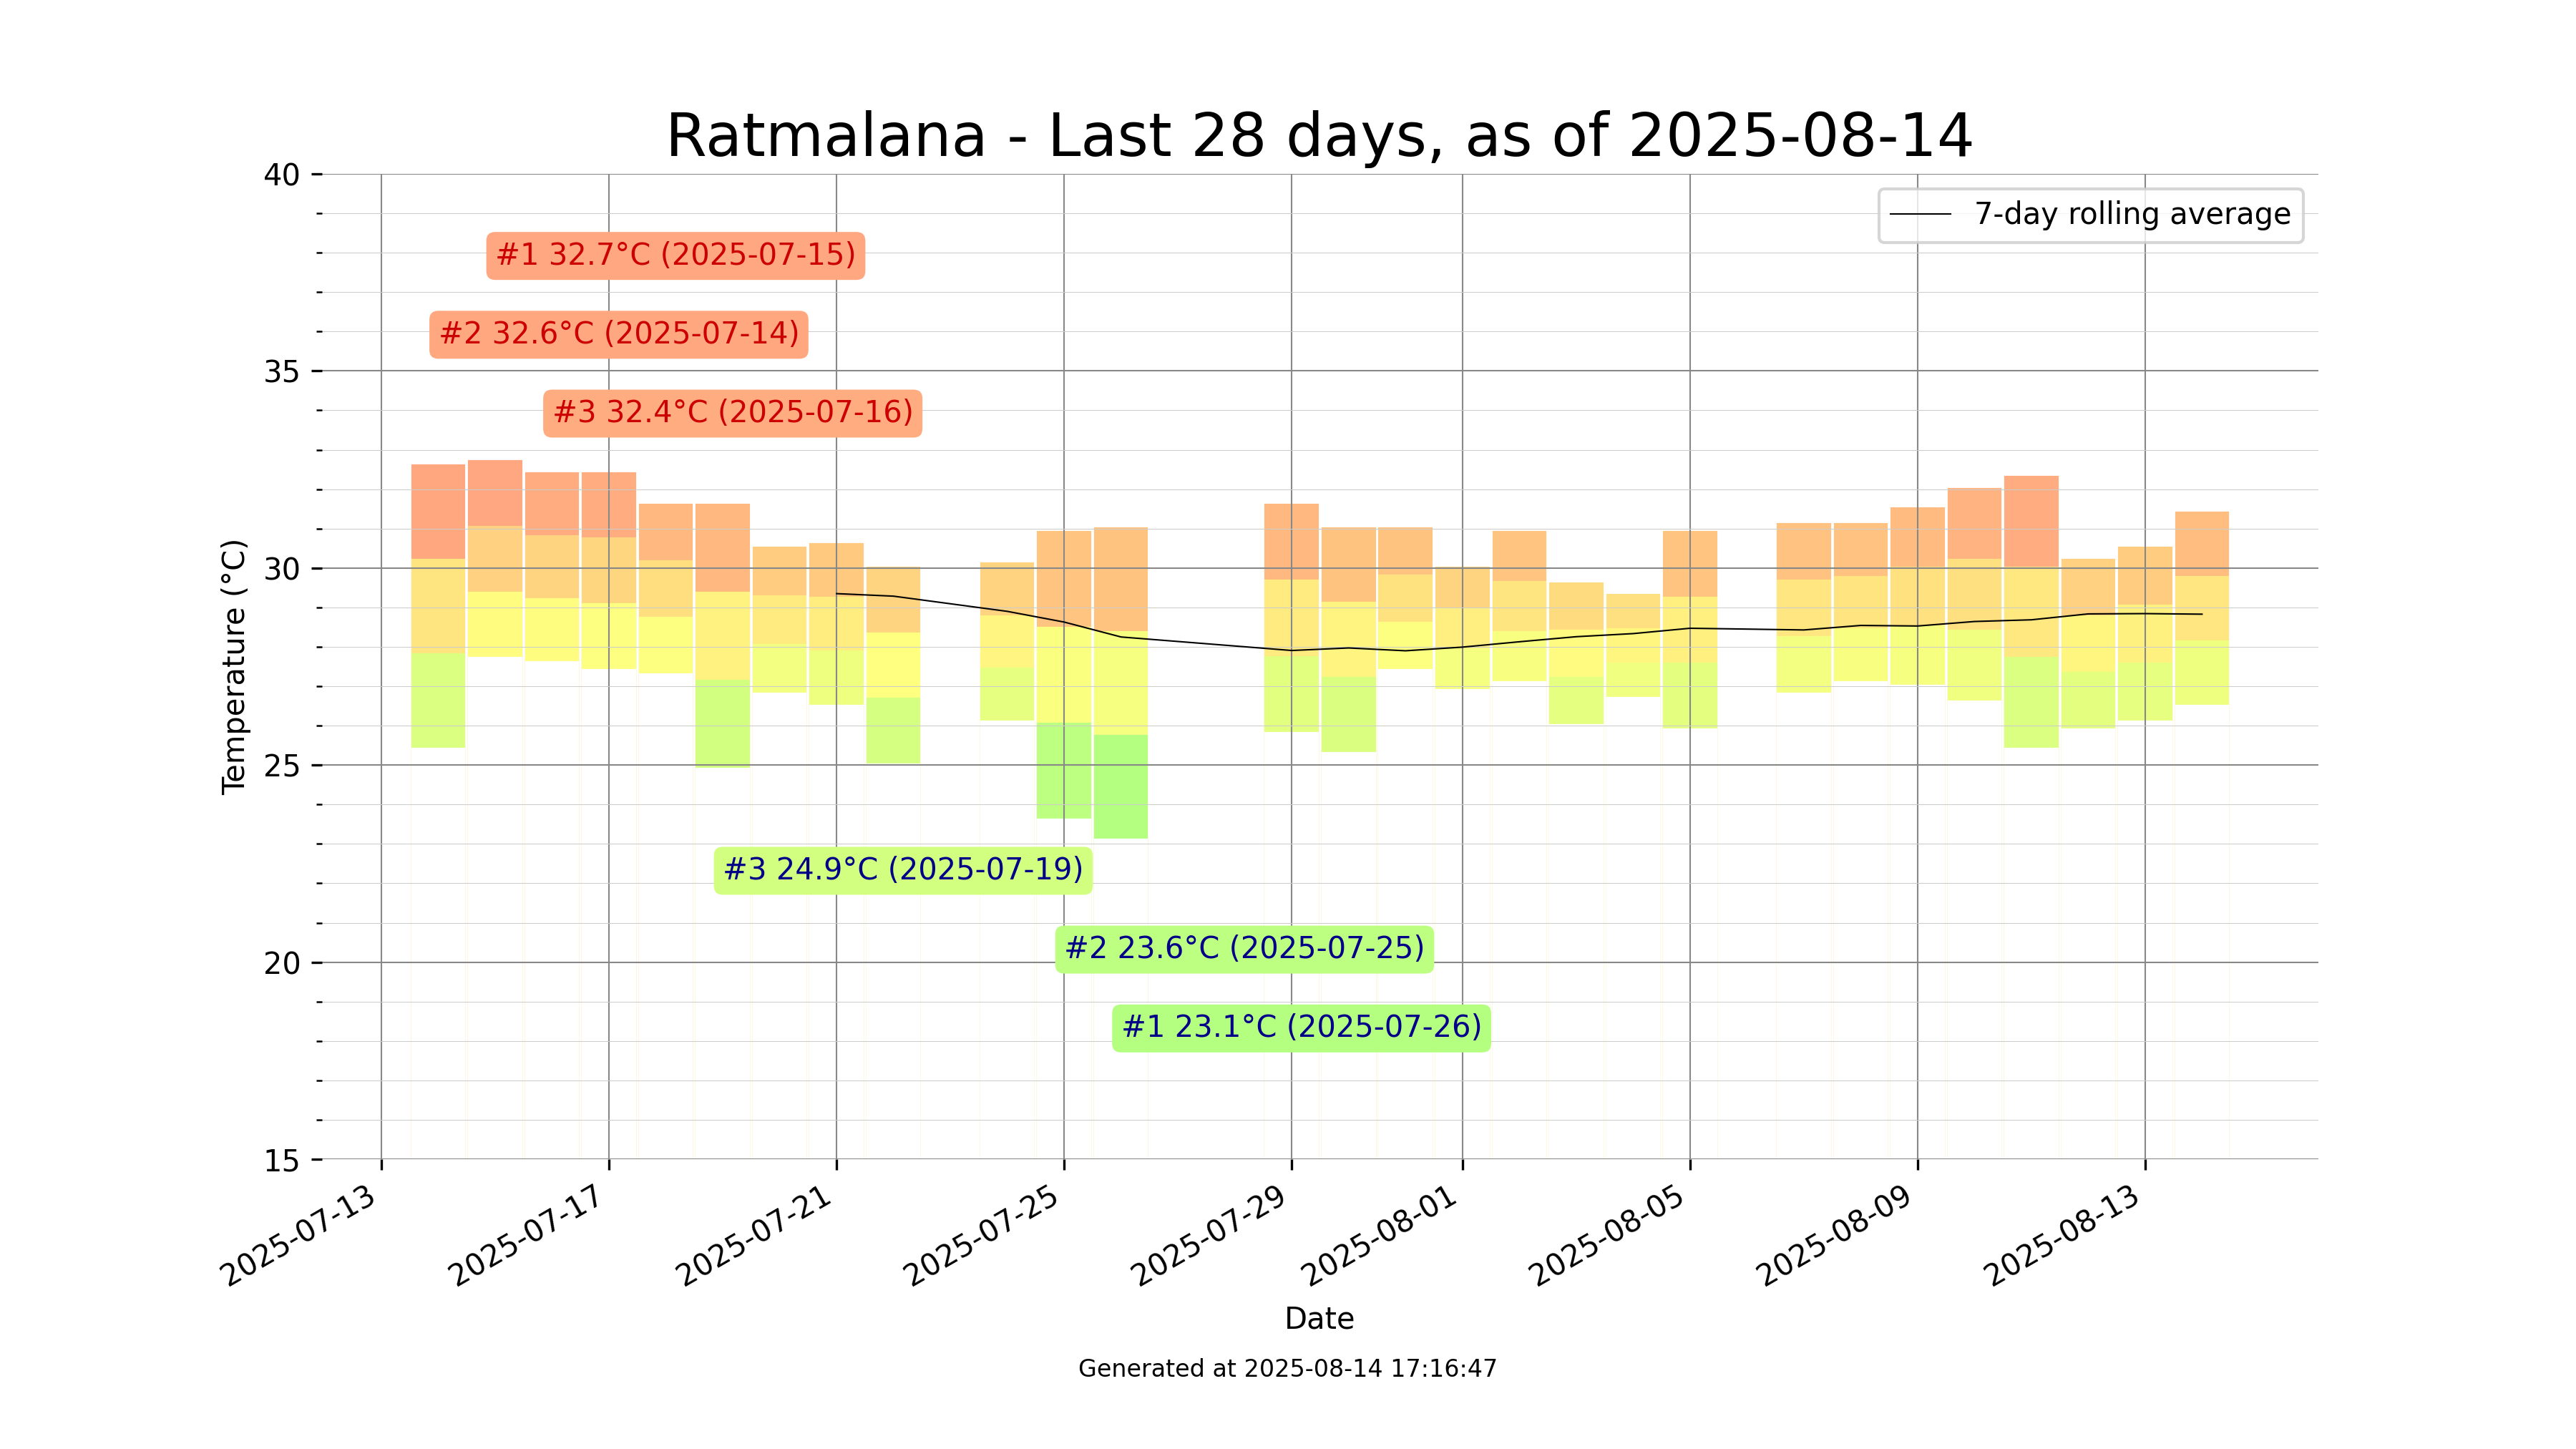 Ratmalana - Last 28 days, as of 2025-08-14
7-day rolling average
#1 32.7°C (2025-07-15)
#2 32.6°C (2025-07-14)
#3 32.4°C (2025-07-16)
#3 24.9°C (2025-07-19)
#2 23.6°C (2025-07-25)
#1 23.1°C (2025-07-26)
Temperature (°C)
40
35
30
25
20
15
2025-07-13
2025-07-17
2025-07-21
2025-07-25
2025-07-29
2025-08-01
2025-08-05
2025-08-09
2025-08-13
Date
Generated at 2025-08-14 17:16:47